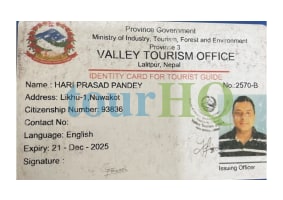 Province Government
Ministry of Industry, Tourism, Forest and Environment
Province 3
VALLEY TOURISM OFFICE
Lalitpur, Nepal
IDENTITY CARD FOR TOURIST GUIDE
Name : HARI PRASAD PANDEY No.:2570-B
Address: Likhu-1,Nuwakot
Citizenship Number: 93836
Contact No:
Language: English
Expiry: 21 - Dec - 2025
Signature :
Issuing Officer
TourHQ